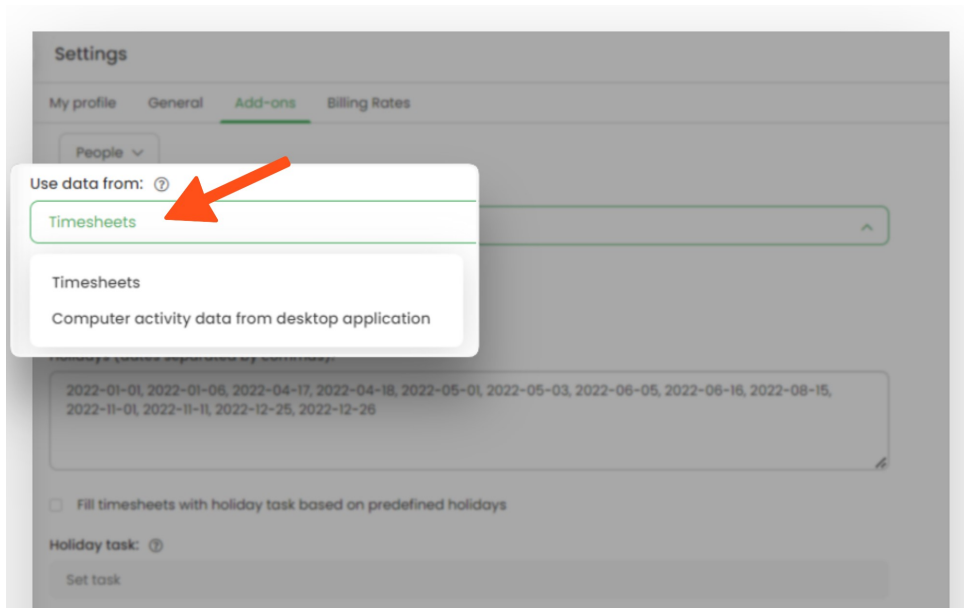 Settings
My profile General Add-ons Billing Rates
People
Use data from:
Timesheets
Timesheets
Computer activity data from desktop application
Holidays (dates separated by commas):
2022-01-01, 2022-01-06, 2022-04-17, 2022-04-18, 2022-05-01, 2022-05-03, 2022-06-05, 2022-06-16, 2022-08-15,
2022-11-01, 2022-11-11, 2022-12-25, 2022-12-26
Fill timesheets with holiday task based on predefined holidays
Holiday task:
Set task